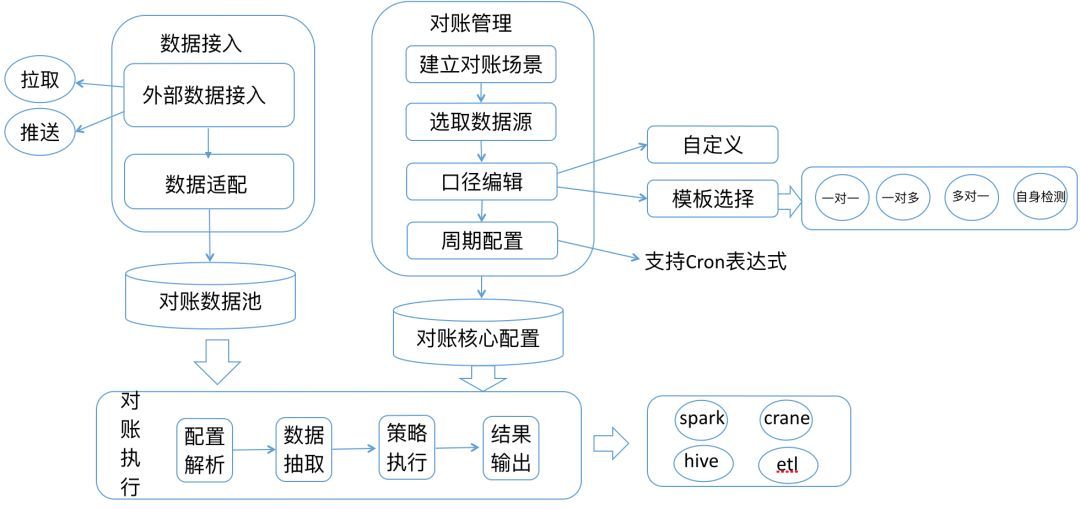 数据接入
拉取
外部数据接入
推送
数据适配
对账数据池
对账管理
建立对账场景
选取数据源
口径编辑
周期配置
自定义
模板选择
一对一
一对多
多对一
自身检测
支持Cron表达式
对账核心配置
对
账
执
行
配置
解析
数据
抽取
策略
执行
结果
输出
spark
crane
hive
etl